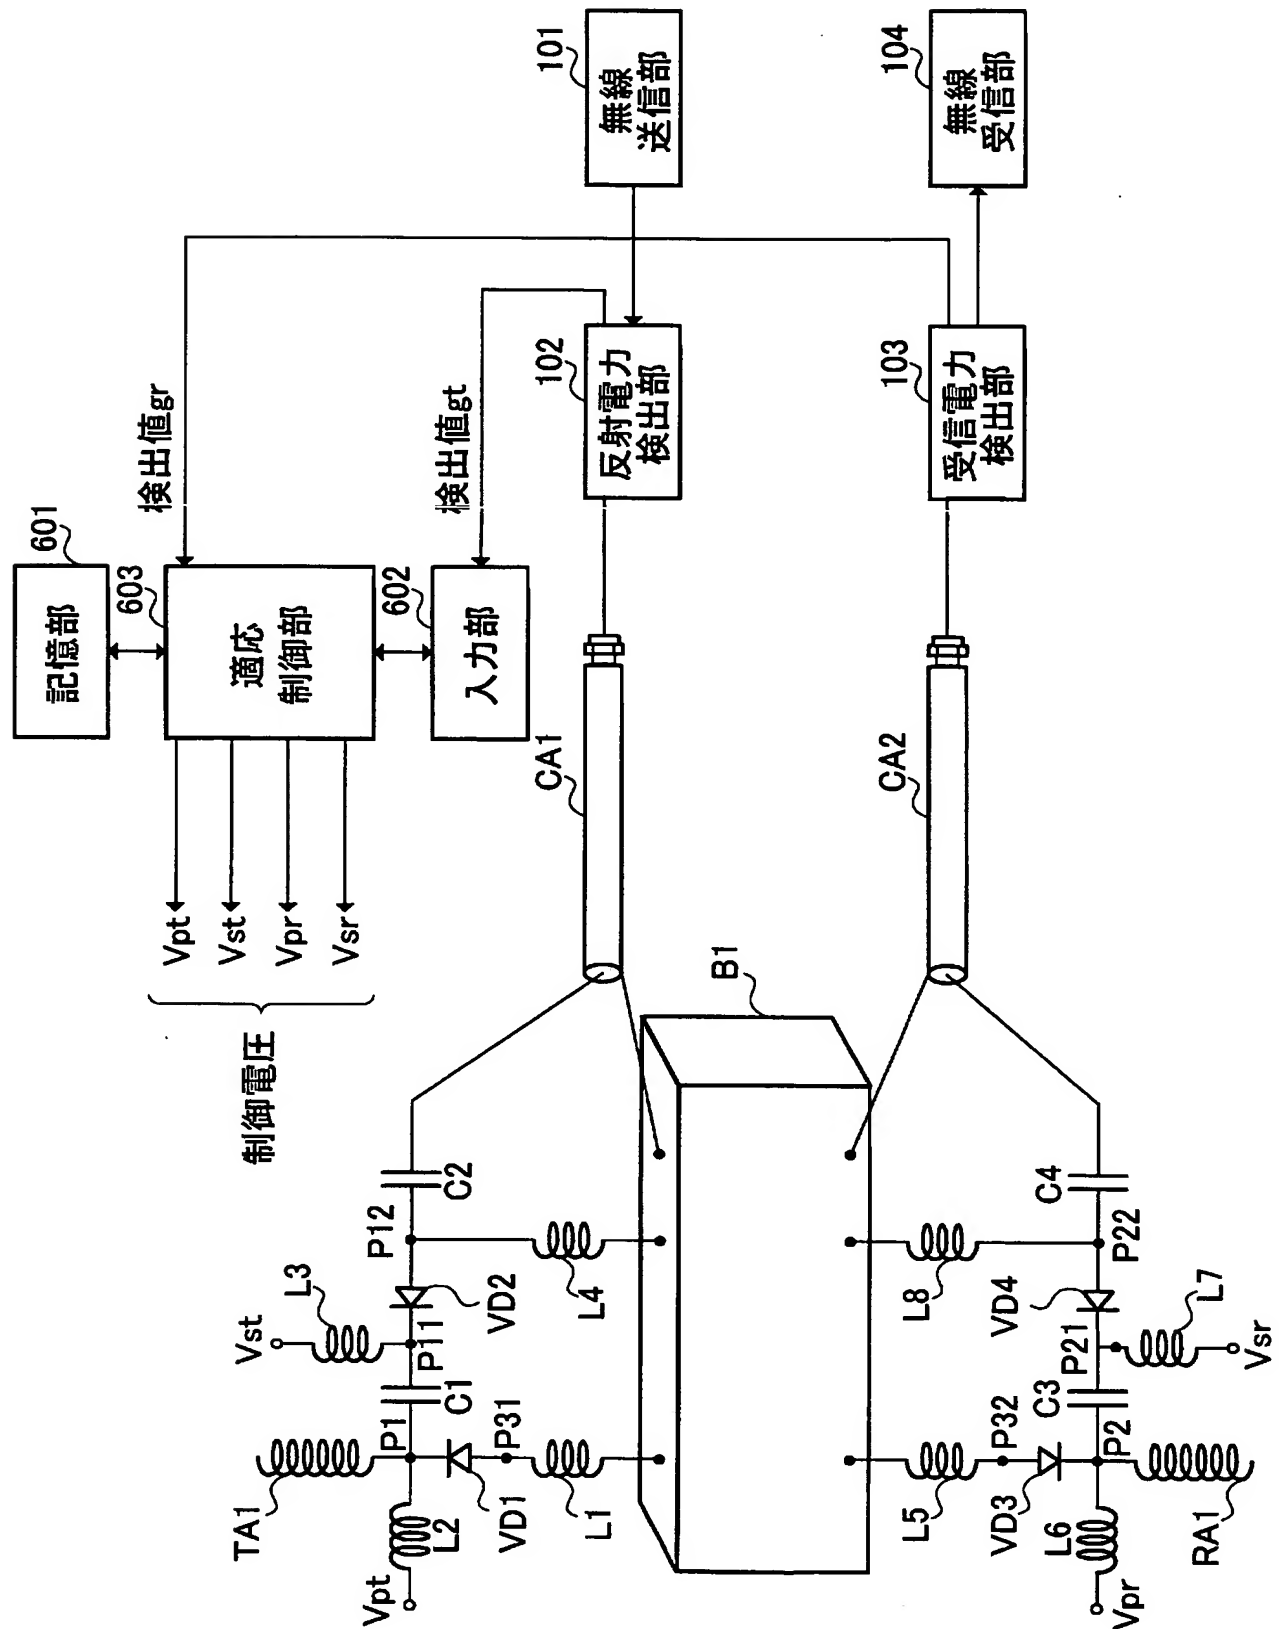 101
無線
送信部
104
無線
受信部
102
反射電力
検出部
103
受信電力
検出部
検出値gr
検出値gt
601
記憶部
603
適応
制御部
602
入力部
Vpt
Vst
Vpr
Vsr
制御電圧
CA1
CA2
B1
C2
P12
L3
Vst
VD2
P11
L4
C1
P1
P31
TA1
L2
VD1
L1
Vpt
C4
P22
L8
VD4
L7
P21
Vsr
C3
P32
P2
L5
VD3
L6
RA1
Vpr